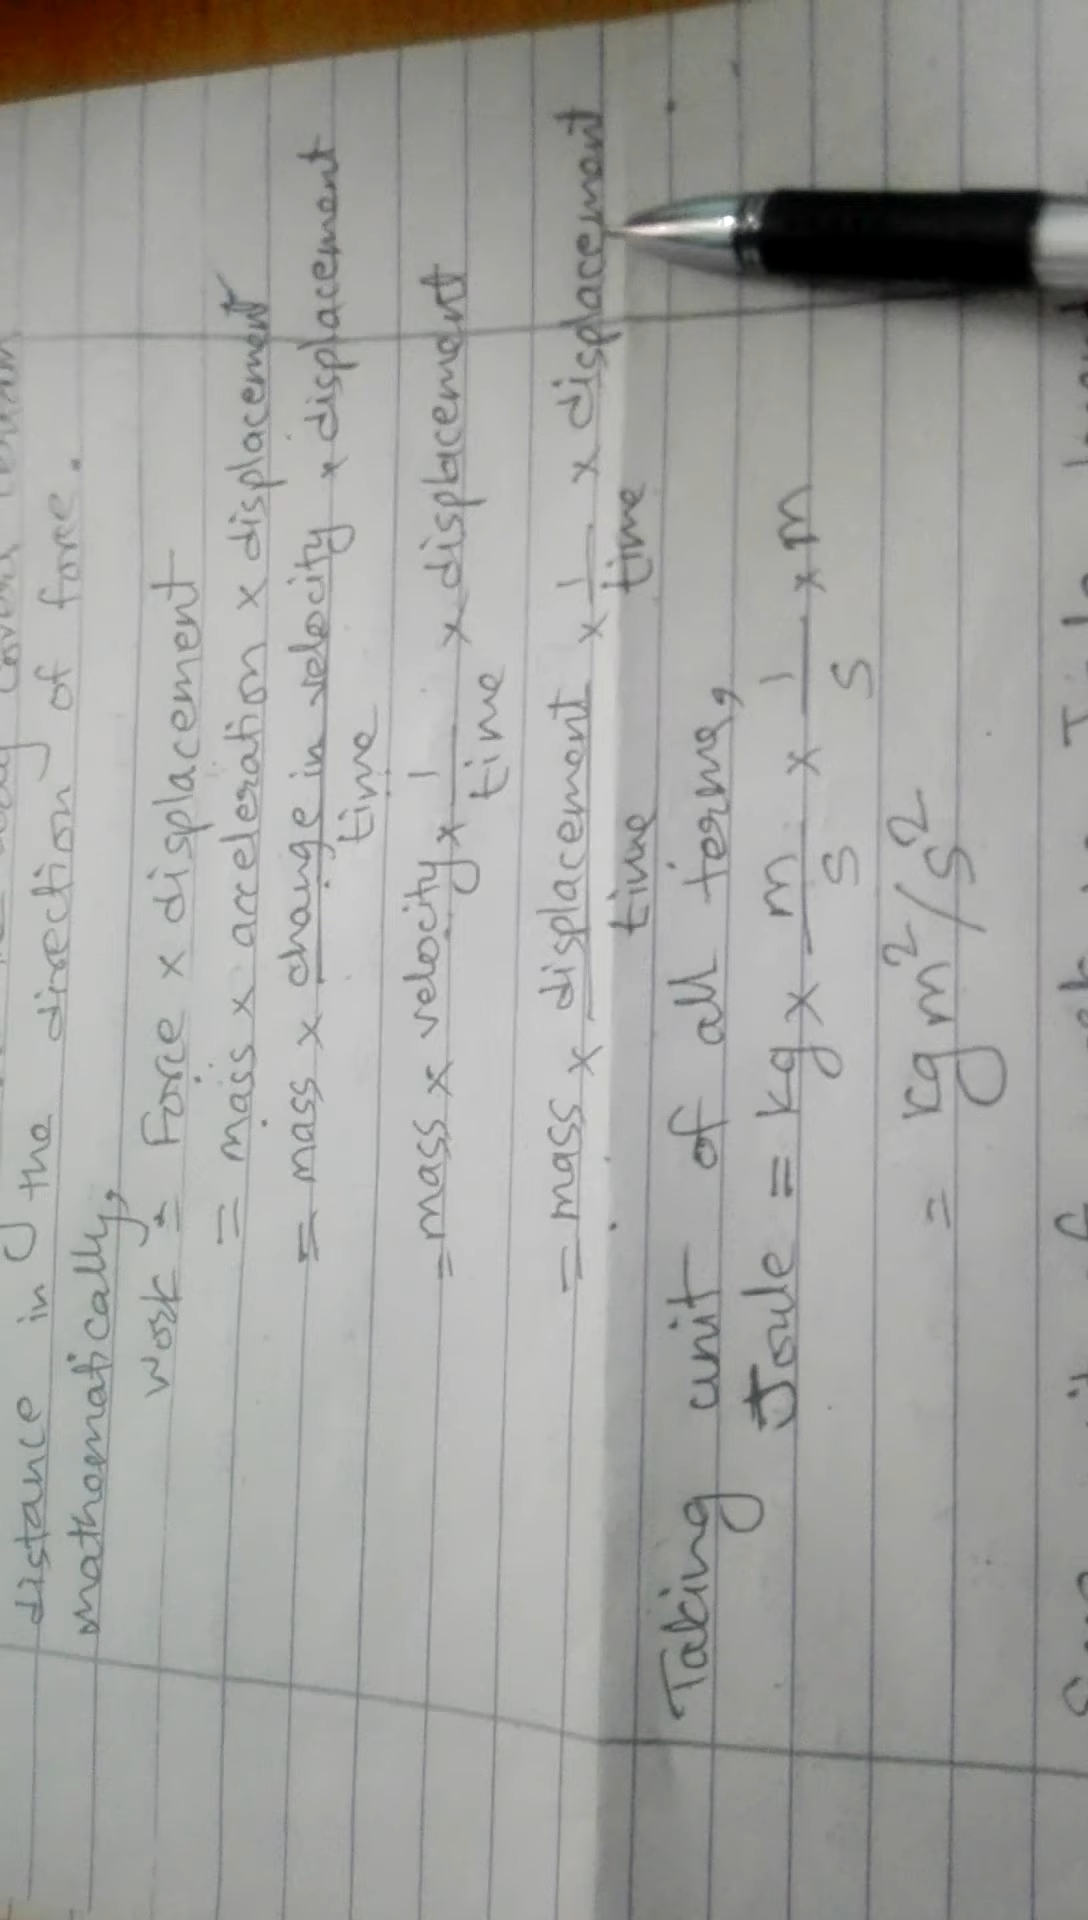 distance in the direction of force.
mathematically,
Work = Force × displacement
= mass × acceleration × displacement
= mass × change in velocity / time × displacement
= mass × velocity × 1 / time × displacement
= mass × displacement / time × 1 / time × displacement
Taking unit of all terms,
Joule = kg × m / s × 1 / s × m
= kg m² / s²